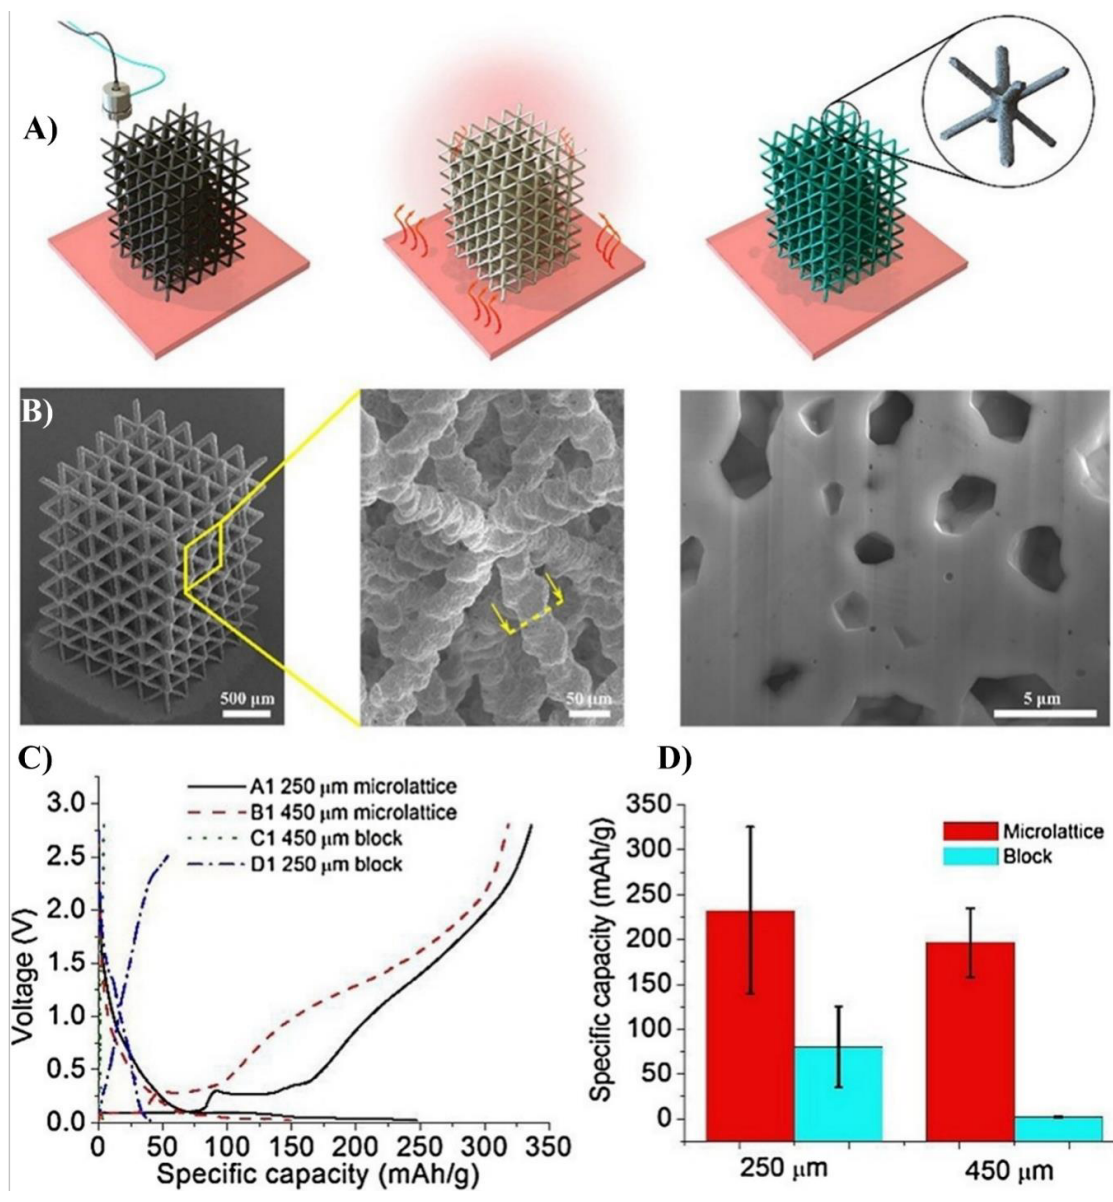 A)
B)
500 μm
50 μm
5 μm
C)
A1 250 μm microlattice
B1 450 μm microlattice
C1 450 μm block
D1 250 μm block
Voltage (V)
3.0
2.5
2.0
1.5
1.0
0.5
0.0
0 50 100 150 200 250 300 350
Specific capacity (mAh/g)
D)
Microlattice
Block
Specific capacity (mAh/g)
350
300
250
200
150
100
50
0
250 μm
450 μm